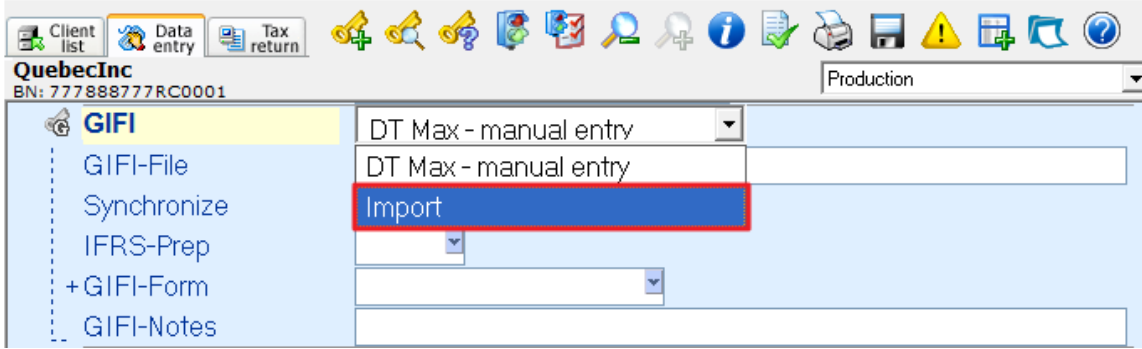 Client list
Data entry
Tax return
QuebecInc
BN: 777888777RC0001
Production
GIFI
DT Max - manual entry
GIFI-File
DT Max - manual entry
Synchronize
Import
IFRS-Prep
+GIFI-Form
GIFI-Notes